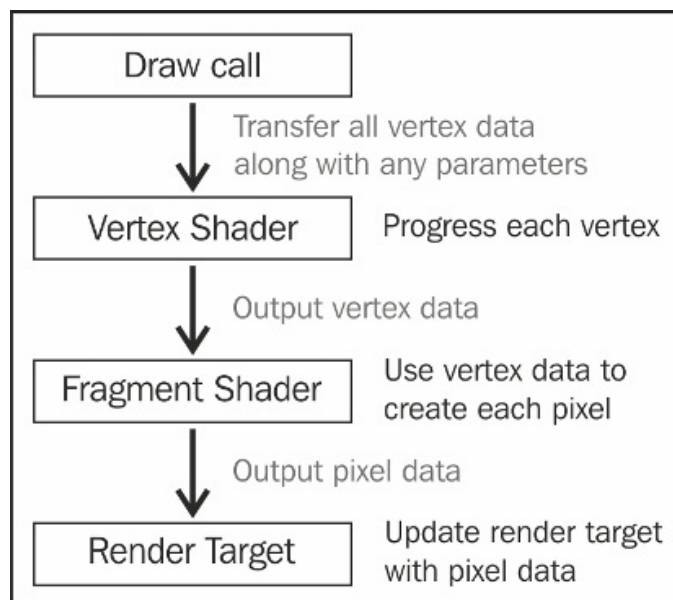 Draw call
Transfer all vertex data
along with any parameters
Vertex Shader
Progress each vertex
Output vertex data
Fragment Shader
Use vertex data to
create each pixel
Output pixel data
Render Target
Update render target
with pixel data